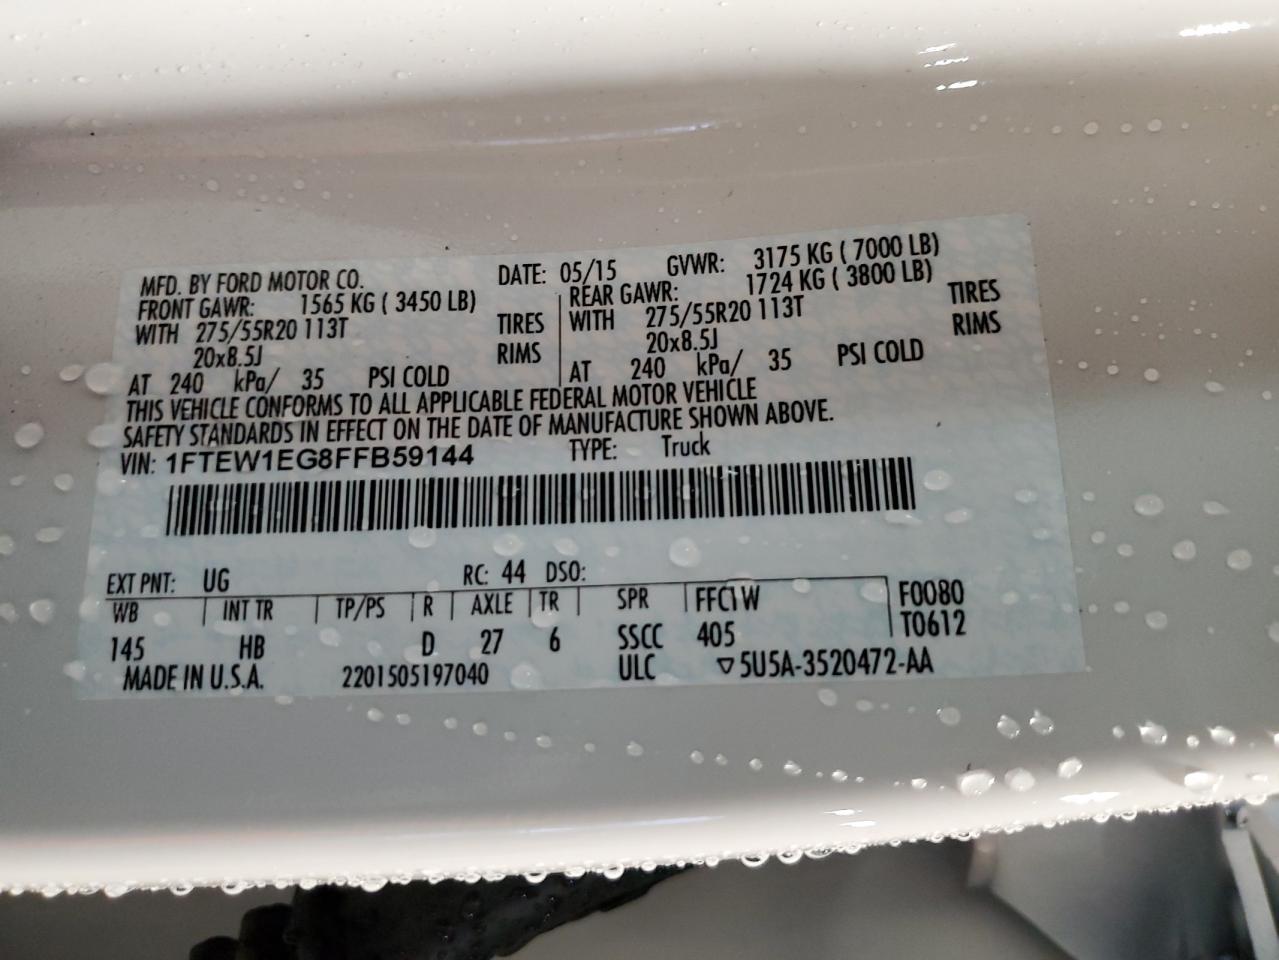 MFD. BY FORD MOTOR CO. DATE: 05/15 GVWR: 3175 KG ( 7000 LB)
FRONT GAWR: 1565 KG ( 3450 LB) REAR GAWR: 1724 KG ( 3800 LB)
WITH 275/55R20 113T TIRES WITH 275/55R20 113T TIRES
20x8.5J RIMS 20x8.5J RIMS
AT 240 kPa/ 35 PSI COLD AT 240 kPa/ 35 PSI COLD
THIS VEHICLE CONFORMS TO ALL APPLICABLE FEDERAL MOTOR VEHICLE
SAFETY STANDARDS IN EFFECT ON THE DATE OF MANUFACTURE SHOWN ABOVE.
VIN: 1FTEW1EG8FFB59144 TYPE: Truck
EXT PNT: UG RC: 44 DSO:
WB INT TR TP/PS R AXLE TR SPR FFC1W F0080
145 HB D 27 6 SSCC 405 T0612
MADE IN U.S.A. 2201505197040 ULC ▽5U5A-3520472-AA